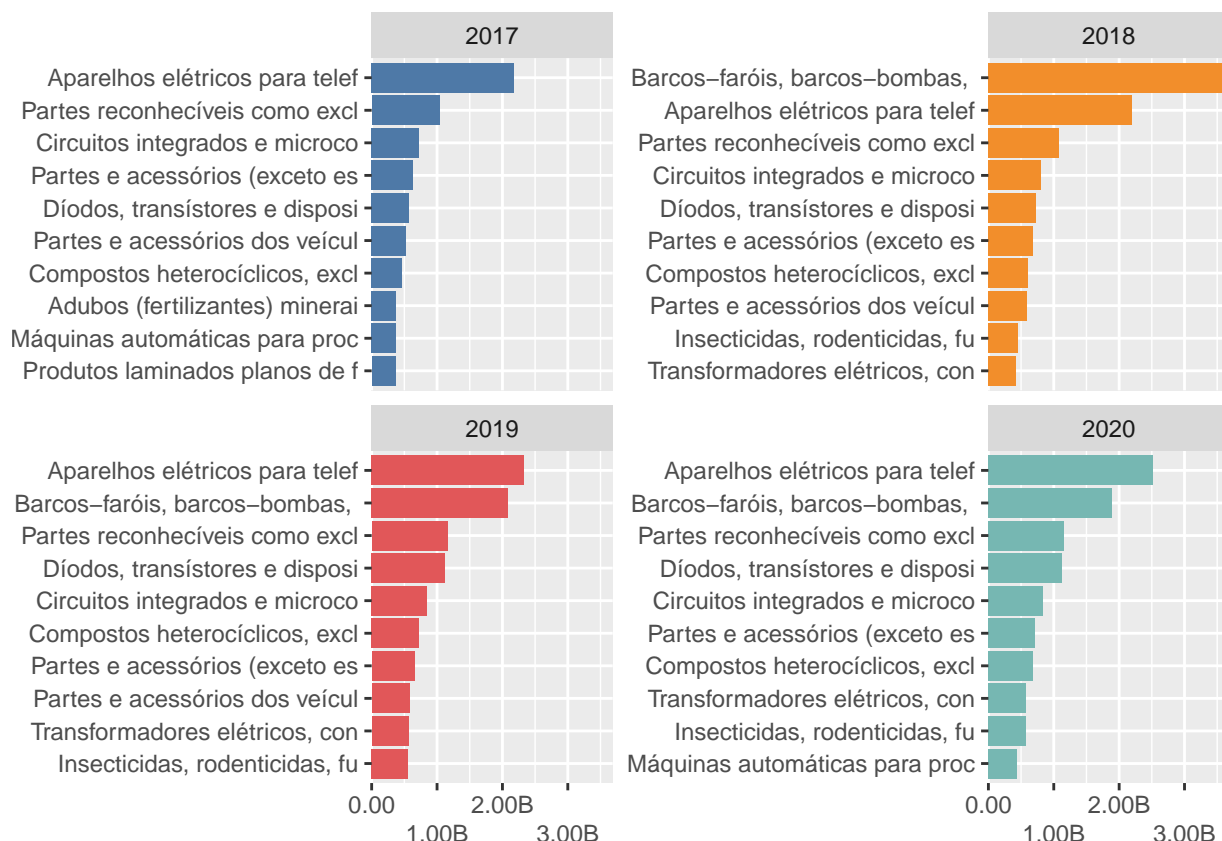 2017
Aparelhos elétricos para telef
Partes reconhecíveis como excl
Circuitos integrados e microco
Partes e acessórios (exceto es
Díodos, transístores e disposi
Partes e acessórios dos veícul
Compostos heterocíclicos, excl
Adubos (fertilizantes) minerai
Máquinas automáticas para proc
Produtos laminados planos de f
2018
Barcos−faróis, barcos−bombas,
Aparelhos elétricos para telef
Partes reconhecíveis como excl
Circuitos integrados e microco
Díodos, transístores e disposi
Partes e acessórios (exceto es
Compostos heterocíclicos, excl
Partes e acessórios dos veícul
Insecticidas, rodenticidas, fu
Transformadores elétricos, con
2019
Aparelhos elétricos para telef
Barcos−faróis, barcos−bombas,
Partes reconhecíveis como excl
Díodos, transístores e disposi
Circuitos integrados e microco
Compostos heterocíclicos, excl
Partes e acessórios (exceto es
Partes e acessórios dos veícul
Transformadores elétricos, con
Insecticidas, rodenticidas, fu
0.00 2.00B
1.00B 3.00B
2020
Aparelhos elétricos para telef
Barcos−faróis, barcos−bombas,
Partes reconhecíveis como excl
Díodos, transístores e disposi
Circuitos integrados e microco
Partes e acessórios (exceto es
Compostos heterocíclicos, excl
Transformadores elétricos, con
Insecticidas, rodenticidas, fu
Máquinas automáticas para proc
0.00 2.00B
1.00B 3.00B